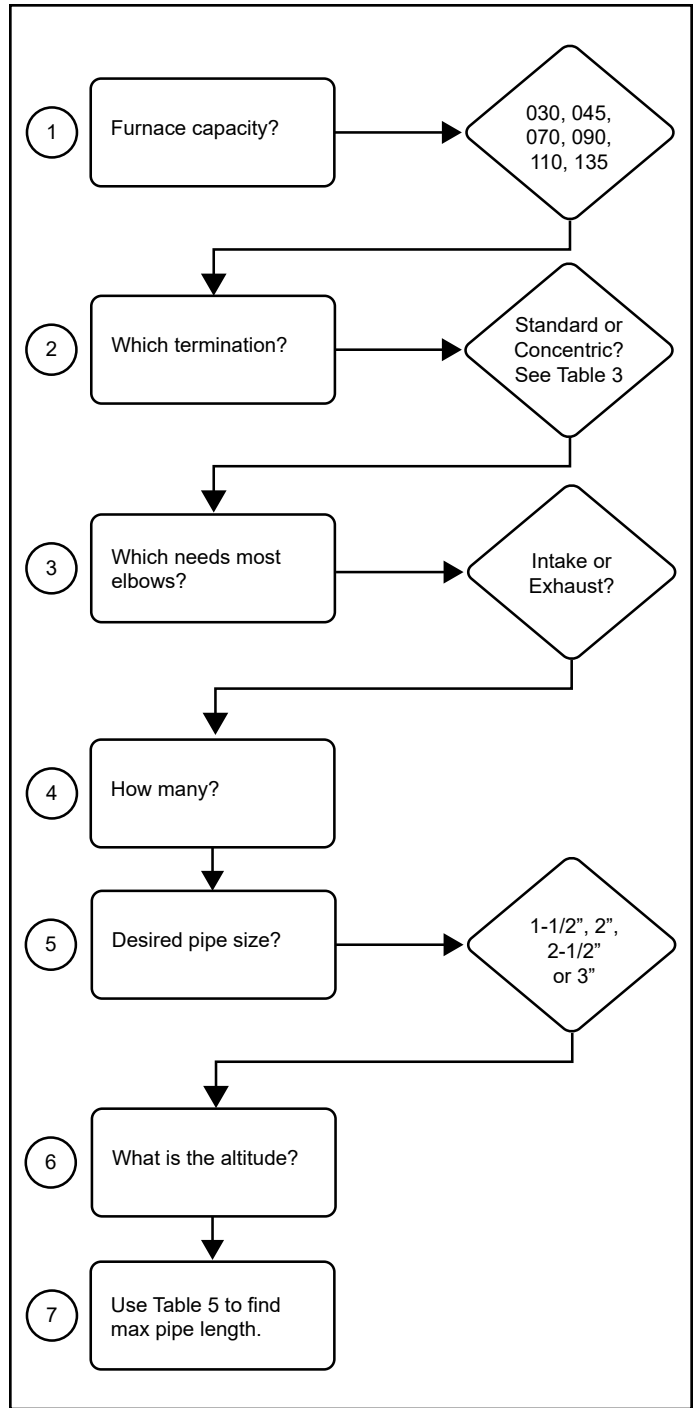 1
Furnace capacity?
030, 045,
070, 090,
110, 135
2
Which termination?
Standard or
Concentric?
See Table 3
3
Which needs most
elbows?
Intake or
Exhaust?
4
How many?
5
Desired pipe size?
1-1/2”, 2”,
2-1/2”
or 3”
6
What is the altitude?
7
Use Table 5 to find
max pipe length.